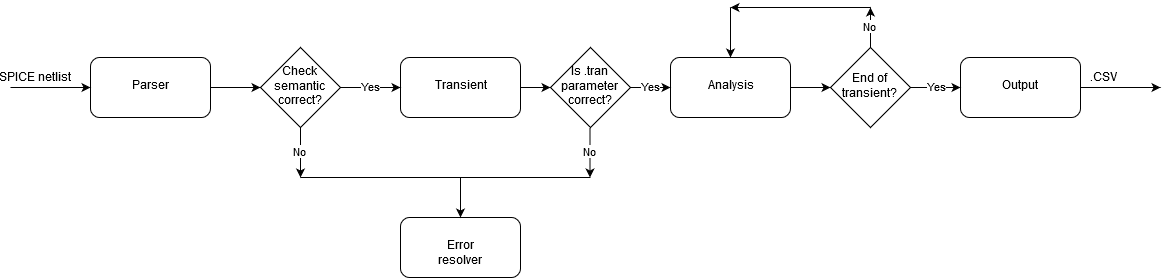 SPICE netlist
Parser
Check
semantic
correct?
Yes
No
Transient
Is .tran
parameter
correct?
Yes
No
Analysis
No
End of
transient?
Yes
Output
.CSV
Error
resolver